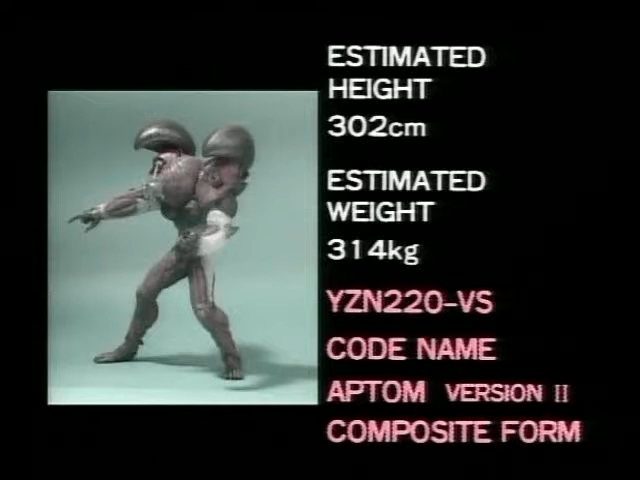 ESTIMATED
HEIGHT
302cm
ESTIMATED
WEIGHT
314kg
YZN220-VS
CODE NAME
APTOM VERSION II
COMPOSITE FORM